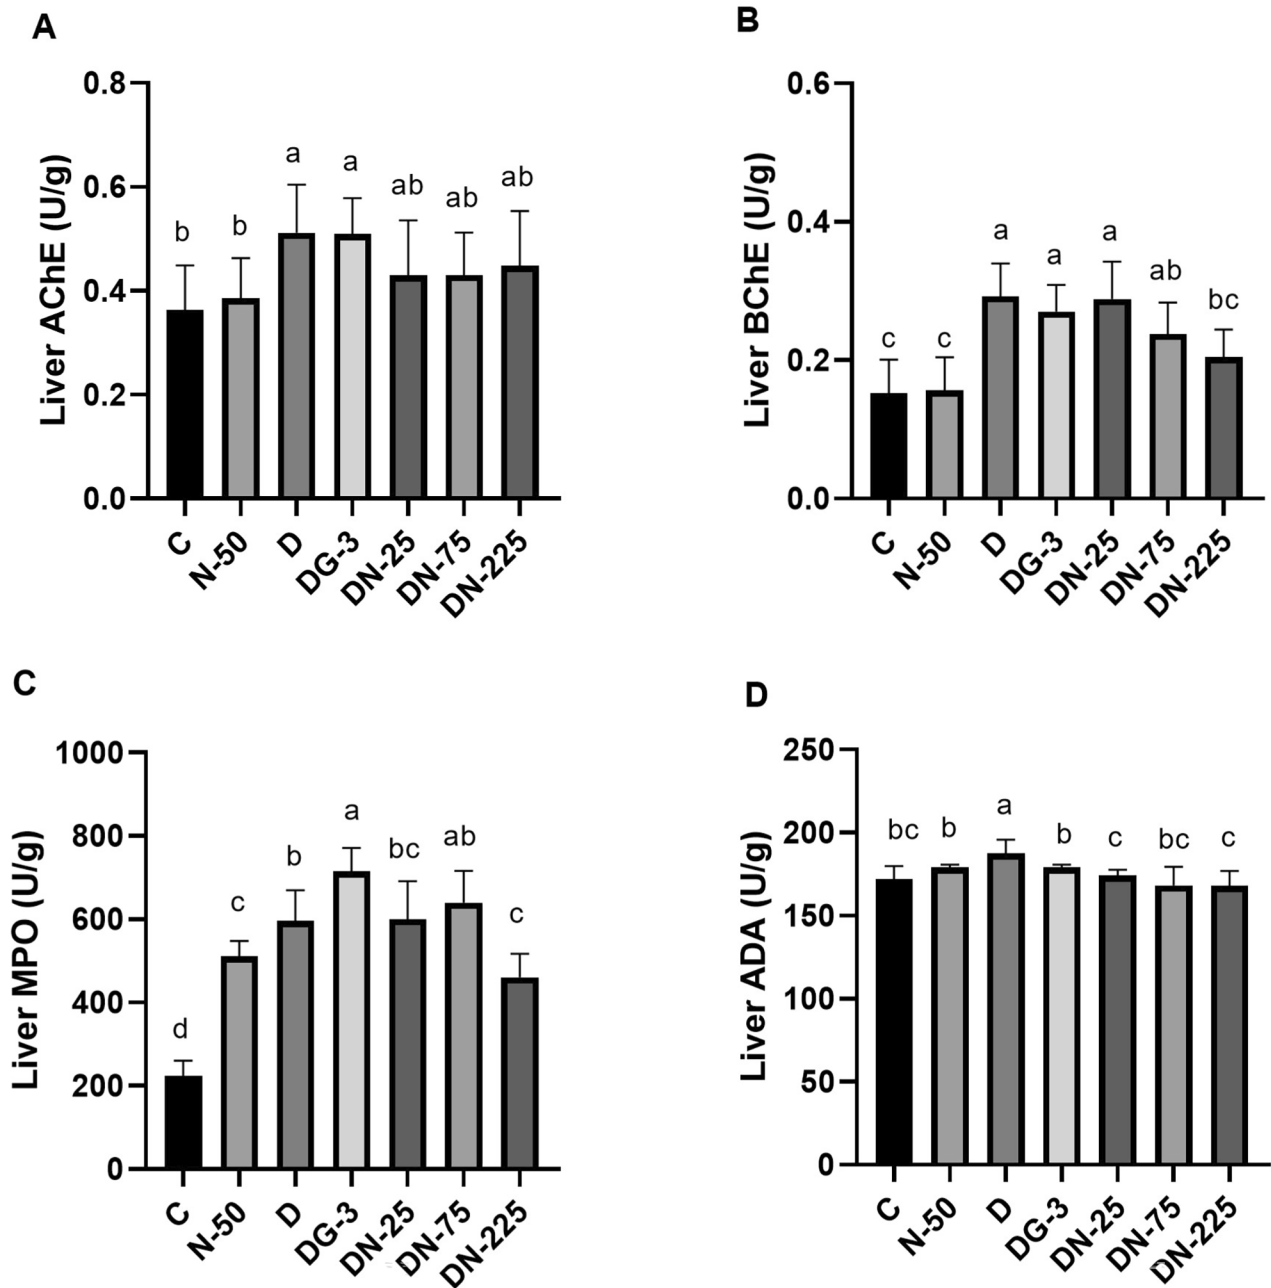 A
Liver AChE (U/g)
0.8
0.6
0.4
0.2
0.0
b
b
a
a
ab
ab
ab
C
N-50
D
DG-3
DN-25
DN-75
DN-225
B
Liver BChE (U/g)
0.6
0.4
0.2
0.0
c
c
a
a
a
ab
bc
C
N-50
D
DG-3
DN-25
DN-75
DN-225
C
Liver MPO (U/g)
1000
800
600
400
200
0
d
c
b
a
bc
ab
c
C
N-50
D
DG-3
DN-25
DN-75
DN-225
D
Liver ADA (U/g)
250
200
150
100
50
0
bc
b
a
b
c
bc
c
C
N-50
D
DG-3
DN-25
DN-75
DN-225